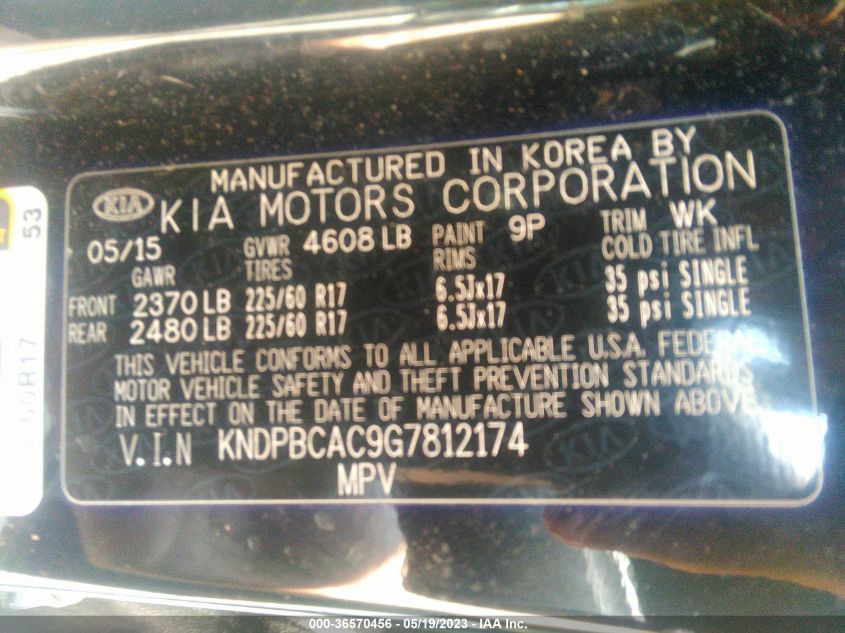 MANUFACTURED IN KOREA BY
KIA KIA MOTORS CORPORATION
05/15 GVWR 4608 LB PAINT 9P TRIM WK
GAWR TIRES RIMS COLD TIRE INFL
FRONT 2370 LB 225/60 R17 6.5Jx17 35 psi SINGLE
REAR 2480 LB 225/60 R17 6.5Jx17 35 psi SINGLE
THIS VEHICLE CONFORMS TO ALL APPLICABLE U.S.A. FEDERAL
MOTOR VEHICLE SAFETY AND THEFT PREVENTION STANDARDS
IN EFFECT ON THE DATE OF MANUFACTURE SHOWN ABOVE.
V.I.N KNDPBCAC9G7812174
MPV
53
000-36570456 - 05/19/2023 - IAA Inc.